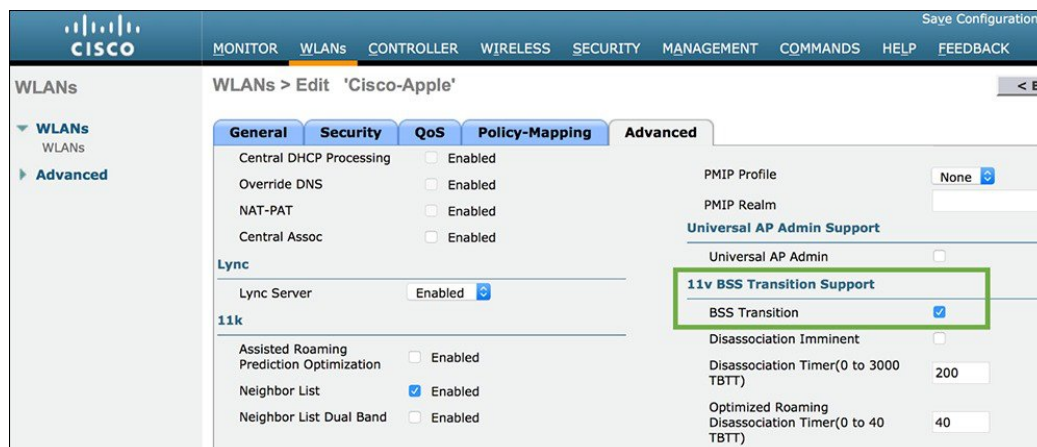 Save Configuration
CISCO
MONITOR WLANs CONTROLLER WIRELESS SECURITY MANAGEMENT COMMANDS HELP FEEDBACK
WLANs
WLANs > Edit 'Cisco-Apple'
<
WLANs
WLANs
Advanced
General Security QoS Policy-Mapping Advanced
Central DHCP Processing Enabled
Override DNS Enabled
NAT-PAT Enabled
Central Assoc Enabled
Lync
Lync Server Enabled
11k
Assisted Roaming
Prediction Optimization Enabled
Neighbor List Enabled
Neighbor List Dual Band Enabled
PMIP Profile None
PMIP Realm
Universal AP Admin Support
Universal AP Admin
11v BSS Transition Support
BSS Transition
Disassociation Imminent
Disassociation Timer(0 to 3000
TBTT) 200
Optimized Roaming
Disassociation Timer(0 to 40
TBTT) 40